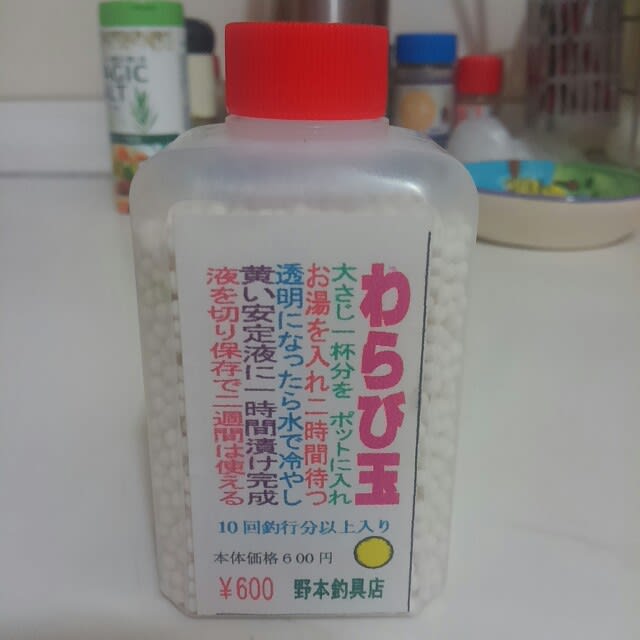 わらび玉
大さじ一杯分を ポットに入れ
お湯を入れ二時間待つ
透明になったら水で冷やし
黄い安定液に一時間漬け完成
液を切り保存で二週間は使える
10回釣行分以上入り
本体価格600円
¥600 野本釣具店
AGIC
LT